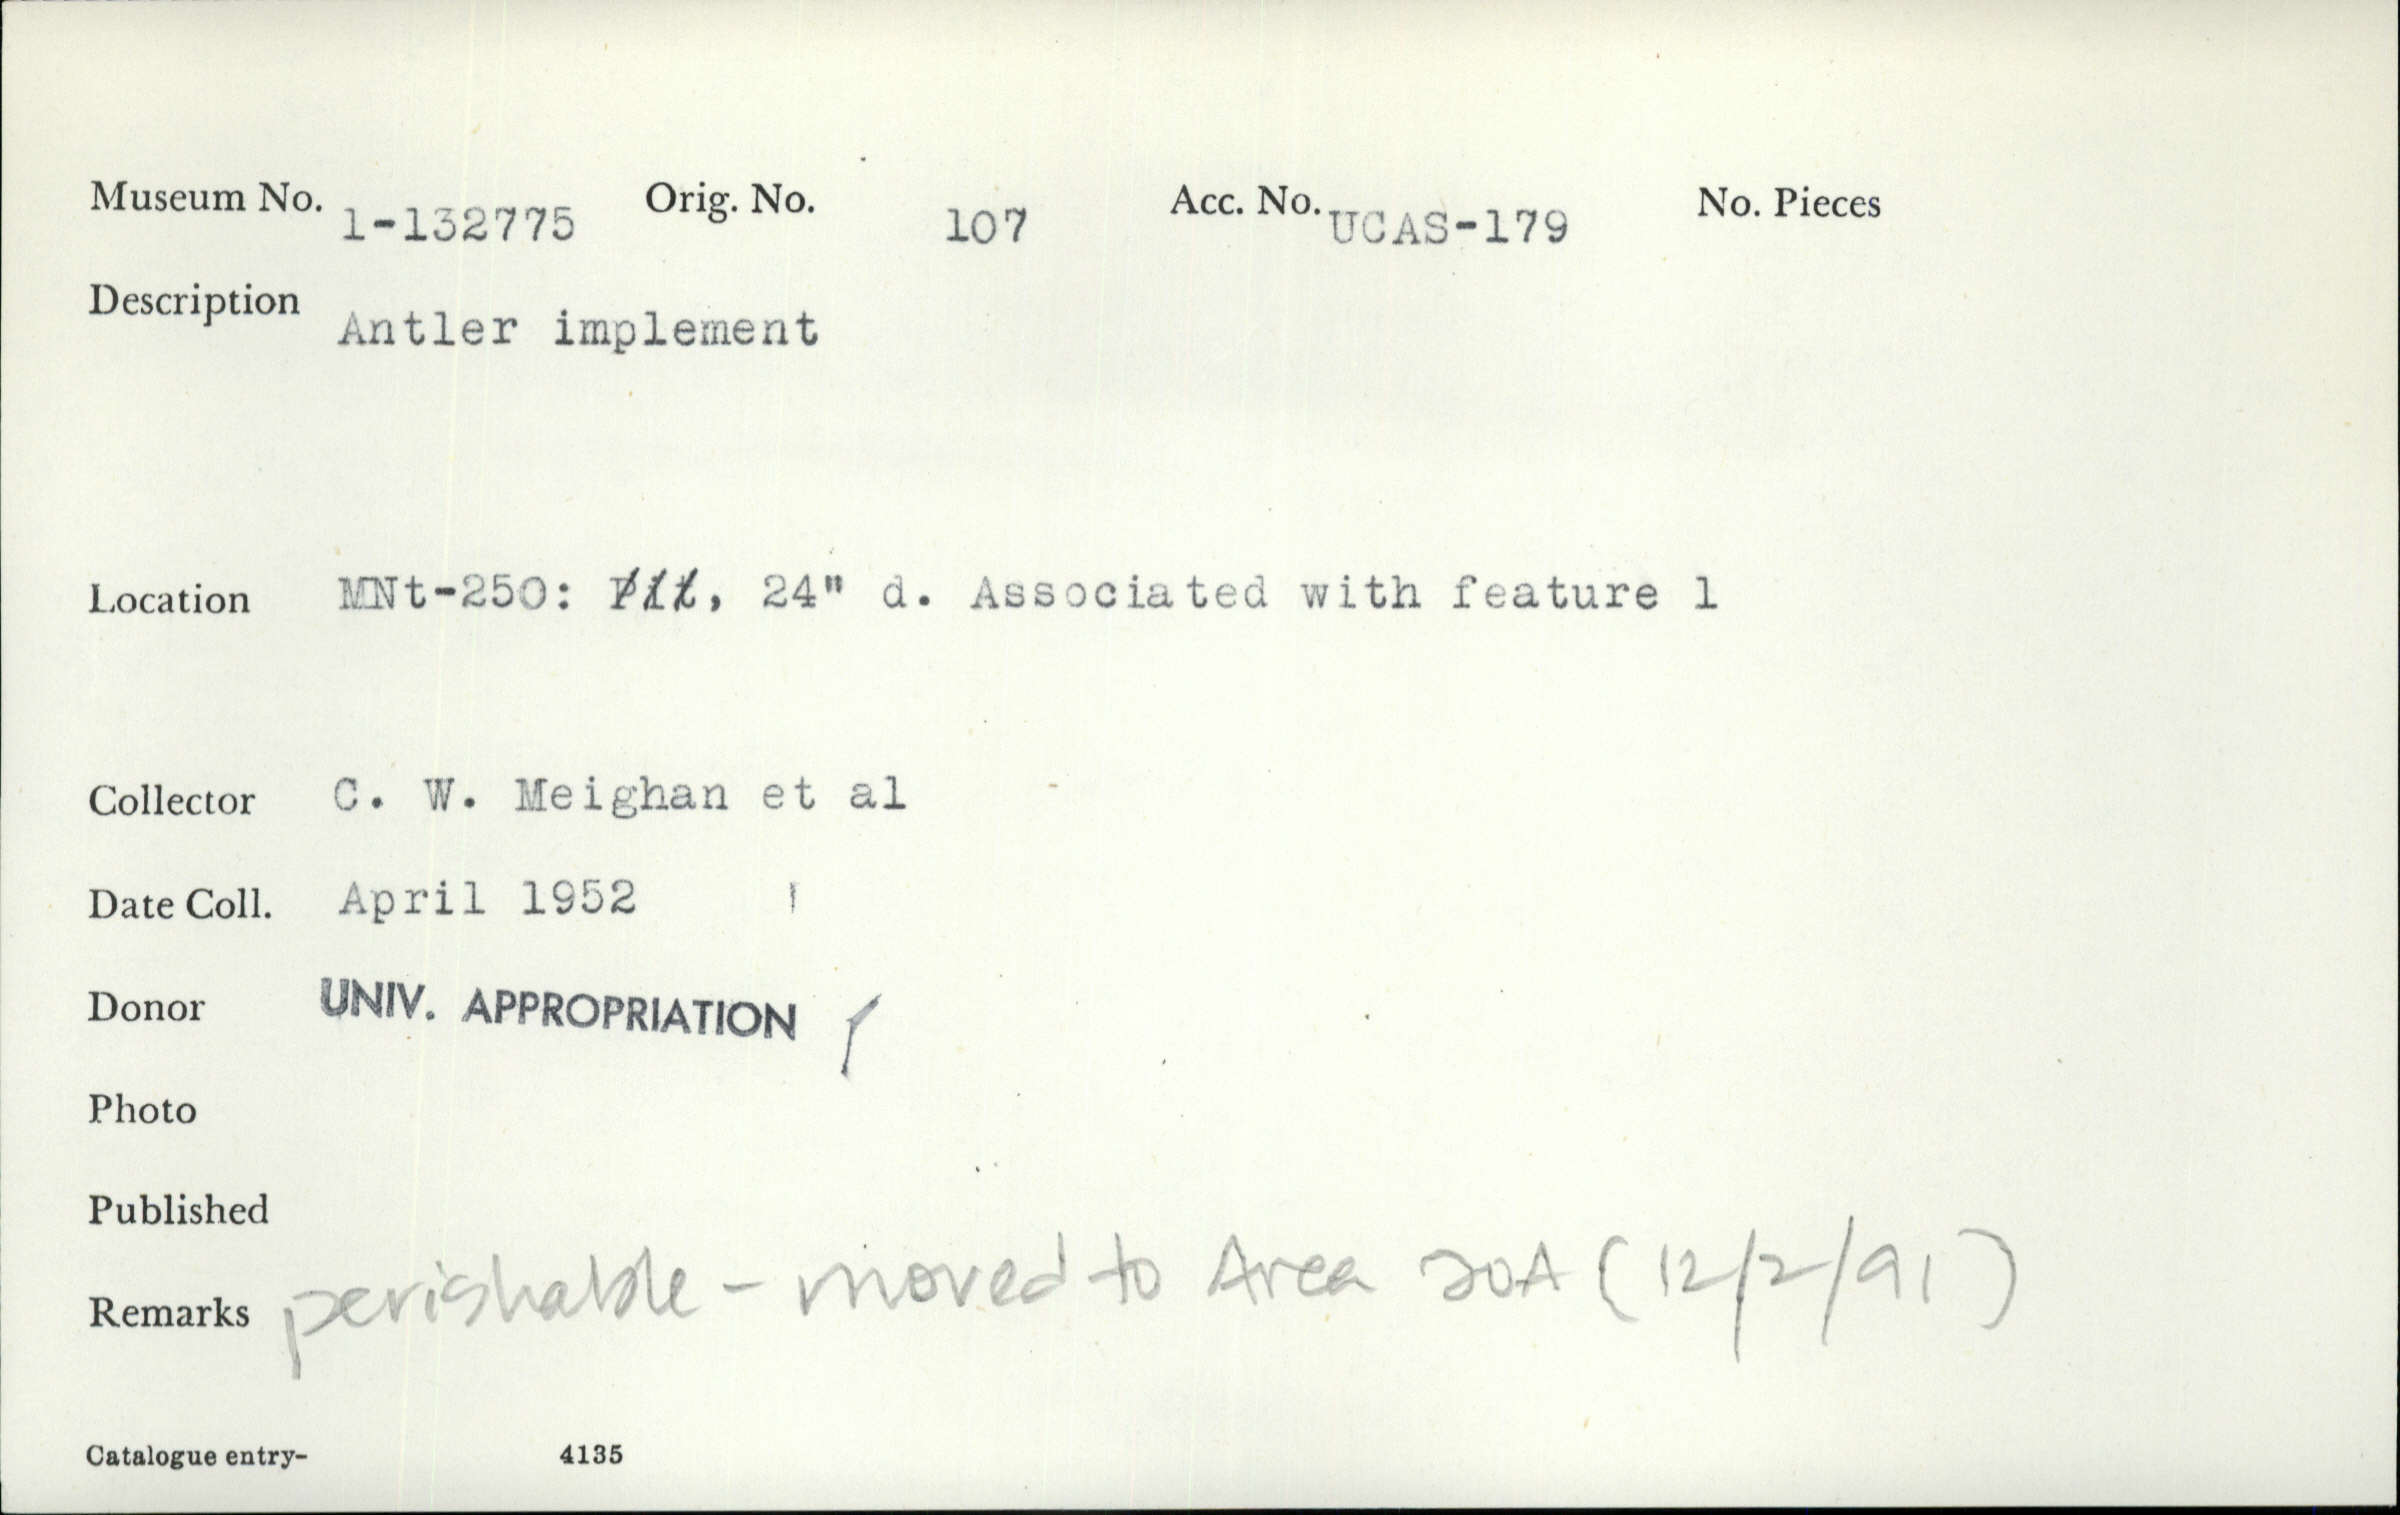 Museum No. 1-132775 Orig. No. 107 Acc. No. UCAS-179 No. Pieces
Description Antler implement
Location MNt-250: Pit, 24" d. Associated with feature 1
Collector C. W. Meighan et al
Date Coll. April 1952
Donor UNIV. APPROPRIATION
Photo
Published
Remarks perishable - moved to Area 20A (12/2/91)
Catalogue entry- 4135